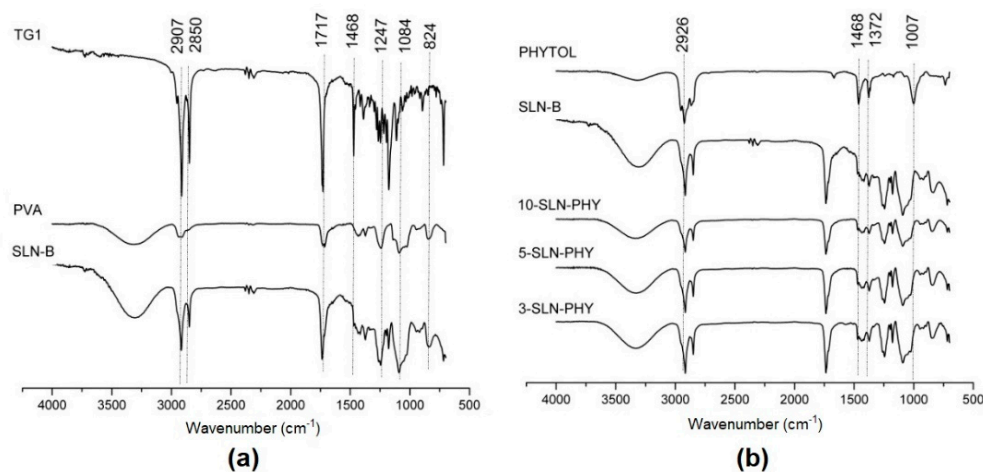 2907
2850
1717
1468
1247
1084
824
TG1
PVA
SLN-B
4000 3500 3000 2500 2000 1500 1000 500
Wavenumber (cm⁻¹)
(a)
2926
1468
1372
1007
PHYTOL
SLN-B
10-SLN-PHY
5-SLN-PHY
3-SLN-PHY
4000 3500 3000 2500 2000 1500 1000 500
Wavenumber (cm⁻¹)
(b)